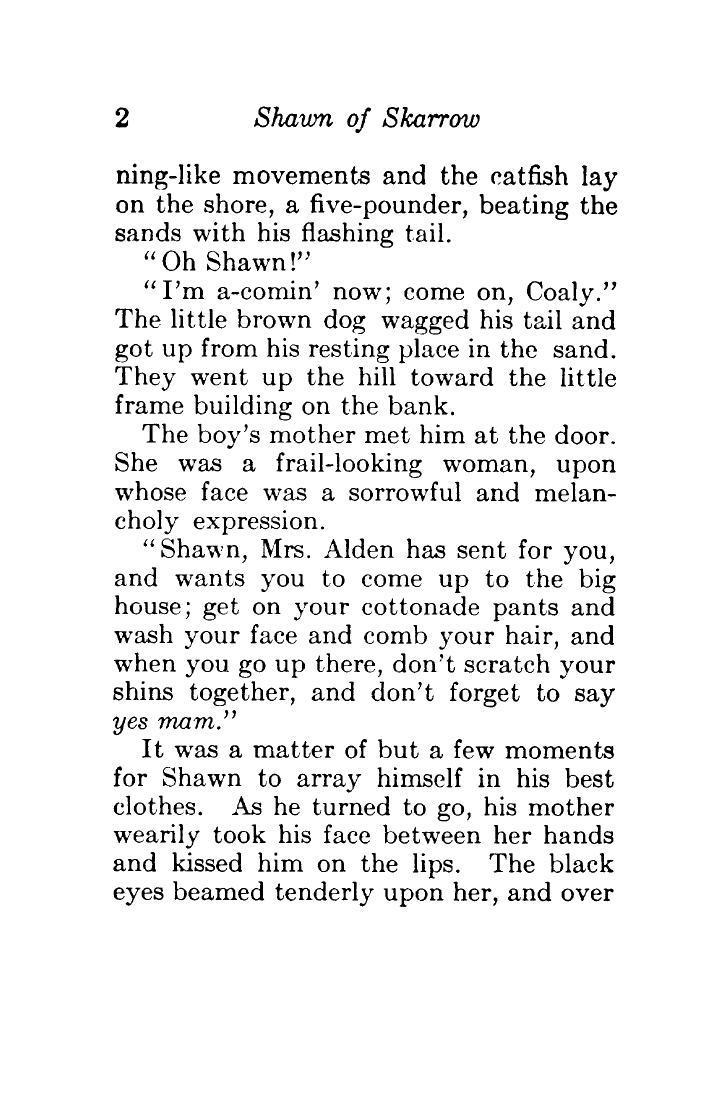 2 Shawn of Skarrow
ning-like movements and the catfish lay
on the shore, a five-pounder, beating the
sands with his flashing tail.
"Oh Shawn!"
"I'm a-comin' now; come on, Coaly."
The little brown dog wagged his tail and
got up from his resting place in the sand.
They went up the hill toward the little
frame building on the bank.
The boy's mother met him at the door.
She was a frail-looking woman, upon
whose face was a sorrowful and melan-
choly expression.
"Shawn, Mrs. Alden has sent for you,
and wants you to come up to the big
house; get on your cottonade pants and
wash your face and comb your hair, and
when you go up there, don't scratch your
shins together, and don't forget to say
yes mam."
It was a matter of but a few moments
for Shawn to array himself in his best
clothes. As he turned to go, his mother
wearily took his face between her hands
and kissed him on the lips. The black
eyes beamed tenderly upon her, and over